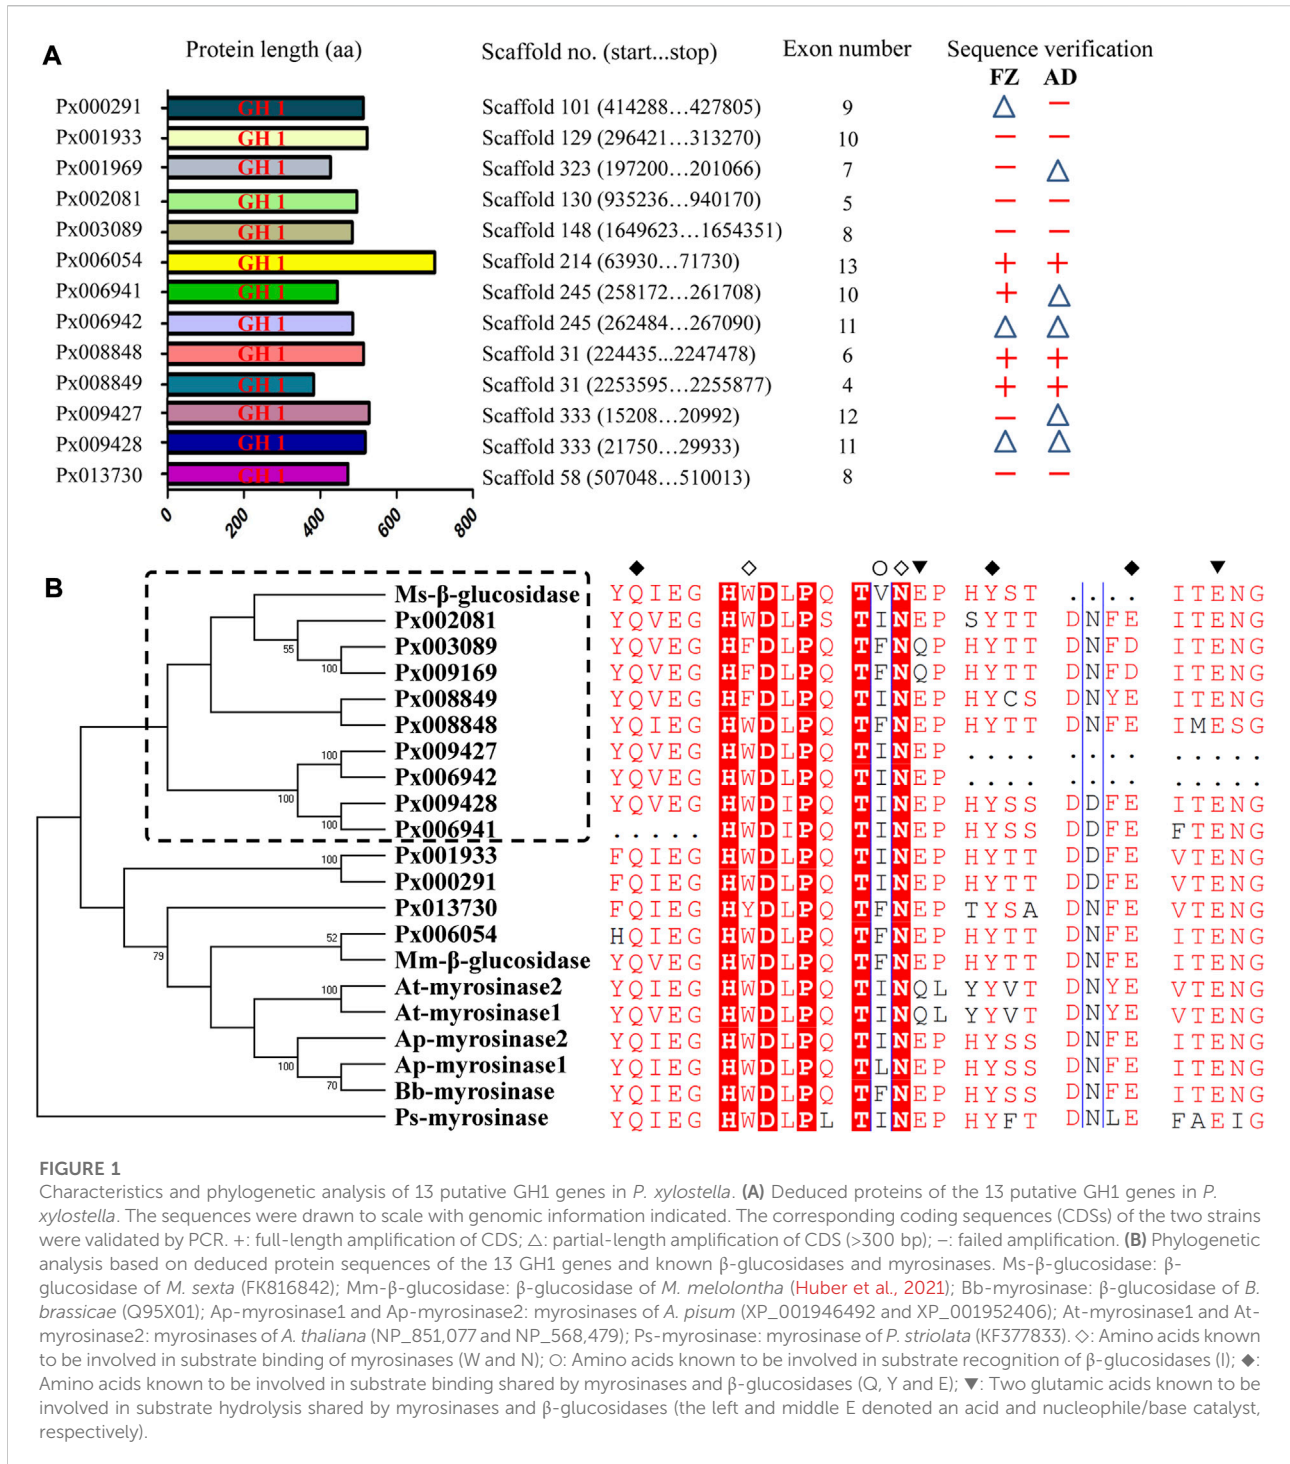 A
Protein length (aa) Scaffold no. (start...stop) Exon number Sequence verification
FZ AD
Px000291 GH 1 Scaffold 101 (414288…427805) 9 △ −
Px001933 GH 1 Scaffold 129 (296421…313270) 10 − −
Px001969 GH 1 Scaffold 323 (197200…201066) 7 − △
Px002081 GH 1 Scaffold 130 (935236…940170) 5 − −
Px003089 GH 1 Scaffold 148 (1649623…1654351) 8 − −
Px006054 GH 1 Scaffold 214 (63930…71730) 13 + +
Px006941 GH 1 Scaffold 245 (258172…261708) 10 + △
Px006942 GH 1 Scaffold 245 (262484…267090) 11 △ △
Px008848 GH 1 Scaffold 31 (224435...2247478) 6 + +
Px008849 GH 1 Scaffold 31 (2253595…2255877) 4 + +
Px009427 GH 1 Scaffold 333 (15208…20992) 12 − △
Px009428 GH 1 Scaffold 333 (21750…29933) 11 △ △
Px013730 GH 1 Scaffold 58 (507048…510013) 8 − −
0 200 400 600 800
B
◆ ◇ ○ ◇ ▼ ◆ ◆ ▼
Ms-β-glucosidase YQIEG HWDLPQ TVNEP HYST .... ITENG
Px002081 YQVEG HWDLPS TINEP SYTT DNFE ITENG
55
Px003089 YQVEG HFDLPQ TFNQP HYTT DNFD ITENG
100
Px009169 YQVEG HFDLPQ TFNQP HYTT DNFD ITENG
Px008849 YQVEG HFDLPQ TINEP HYCS DNYE ITENG
Px008848 YQIEG HWDLPQ TFNEP HYTT DNFE IMESG
100
Px009427 YQVEG HWDLPQ TINEP .... .... .....
Px006942 YQVEG HWDLPQ TINEP .... .... .....
100
Px009428 YQVEG HWDIPQ TINEP HYSS DDFE ITENG
100
Px006941 ..... HWDIPQ TINEP HYSS DDFE FTENG
100
Px001933 FQIEG HWDLPQ TINEP HYTT DDFE VTENG
Px000291 FQIEG HWDLPQ TINEP HYTT DDFE VTENG
Px013730 FQIEG HYDLPQ TFNEP TYSA DNFE VTENG
52
Px006054 HQIEG HWDLPQ TFNEP HYTT DNFE ITENG
79
Mm-β-glucosidase YQVEG HWDLPQ TFNEP HYTT DNFE ITENG
100
At-myrosinase2 YQIEG HWDLPQ TINQL YYVT DNYE VTENG
At-myrosinase1 YQVEG HWDLPQ TINQL YYVT DNYE VTENG
Ap-myrosinase2 YQIEG HWDLPQ TINEP HYSS DNFE ITENG
100
Ap-myrosinase1 YQIEG HWDLPQ TLNEP HYSS DNFE ITENG
70
Bb-myrosinase YQIEG HWDLPQ TFNEP HYSS DNFE ITENG
Ps-myrosinase YQIEG HWDLPL TINEP HYFT DNLE FAEIG
FIGURE 1
Characteristics and phylogenetic analysis of 13 putative GH1 genes in P. xylostella. (A) Deduced proteins of the 13 putative GH1 genes in P.
xylostella. The sequences were drawn to scale with genomic information indicated. The corresponding coding sequences (CDSs) of the two strains
were validated by PCR. +: full-length amplification of CDS; △: partial-length amplification of CDS (>300 bp); −: failed amplification. (B) Phylogenetic
analysis based on deduced protein sequences of the 13 GH1 genes and known β-glucosidases and myrosinases. Ms-β-glucosidase: β-
glucosidase of M. sexta (FK816842); Mm-β-glucosidase: β-glucosidase of M. melolontha (Huber et al., 2021); Bb-myrosinase: β-glucosidase of B.
brassicae (Q95X01); Ap-myrosinase1 and Ap-myrosinase2: myrosinases of A. pisum (XP_001946492 and XP_001952406); At-myrosinase1 and At-
myrosinase2: myrosinases of A. thaliana (NP_851,077 and NP_568,479); Ps-myrosinase: myrosinase of P. striolata (KF377833). ◇: Amino acids known
to be involved in substrate binding of myrosinases (W and N); ○: Amino acids known to be involved in substrate recognition of β-glucosidases (I); ◆:
Amino acids known to be involved in substrate binding shared by myrosinases and β-glucosidases (Q, Y and E); ▼: Two glutamic acids known to be
involved in substrate hydrolysis shared by myrosinases and β-glucosidases (the left and middle E denoted an acid and nucleophile/base catalyst,
respectively).